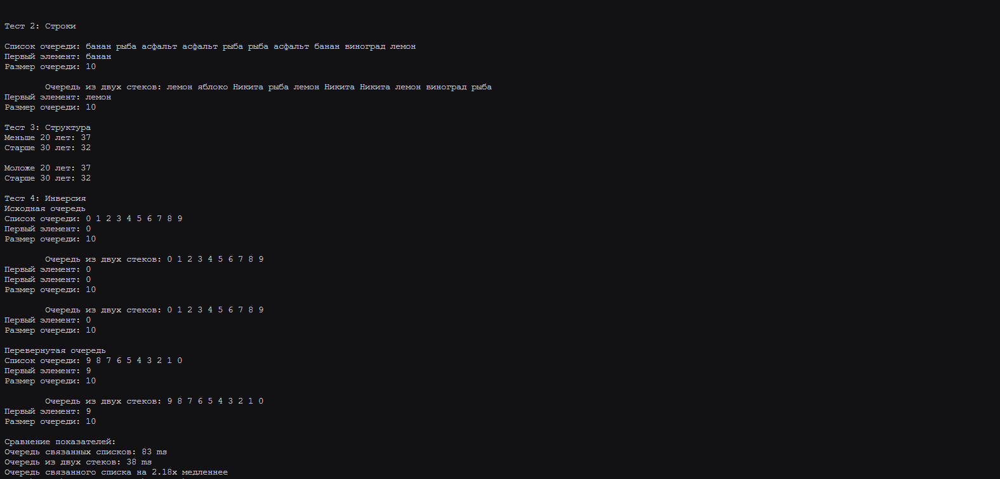 Тест 2: Строки
Список очереди: банан рыба асфальт асфальт рыба рыба асфальт банан виноград лемон
Первый элемент: банан
Размер очереди: 10
Очередь из двух стеков: лемон яблоко Никита рыба лемон Никита Никита лемон виноград рыба
Первый элемент: лемон
Размер очереди: 10
Тест 3: Структура
Меньше 20 лет: 37
Старше 30 лет: 32
Моложе 20 лет: 37
Старше 30 лет: 32
Тест 4: Инверсия
Исходная очередь
Список очереди: 0 1 2 3 4 5 6 7 8 9
Первый элемент: 0
Размер очереди: 10
Очередь из двух стеков: 0 1 2 3 4 5 6 7 8 9
Первый элемент: 0
Первый элемент: 0
Размер очереди: 10
Очередь из двух стеков: 0 1 2 3 4 5 6 7 8 9
Первый элемент: 0
Размер очереди: 10
Перевернутая очередь
Список очереди: 9 8 7 6 5 4 3 2 1 0
Первый элемент: 9
Размер очереди: 10
Очередь из двух стеков: 9 8 7 6 5 4 3 2 1 0
Первый элемент: 9
Размер очереди: 10
Сравнение показателей:
Очередь связанных списков: 83 ms
Очередь из двух стеков: 38 ms
Очередь связанного списка на 2.18x медленнее